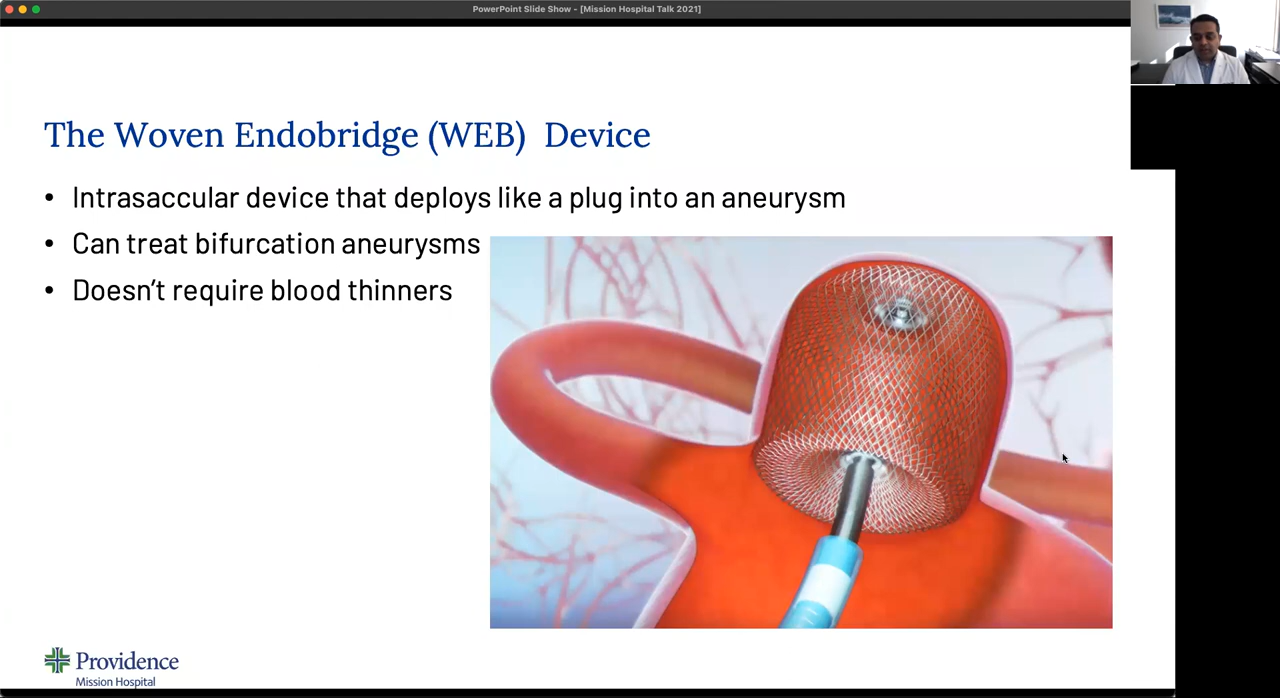 PowerPoint Slide Show - [Mission Hospital Talk 2021]
The Woven Endobridge (WEB)  Device
• Intrasaccular device that deploys like a plug into an aneurysm
• Can treat bifurcation aneurysms
• Doesn’t require blood thinners
Providence
Mission Hospital